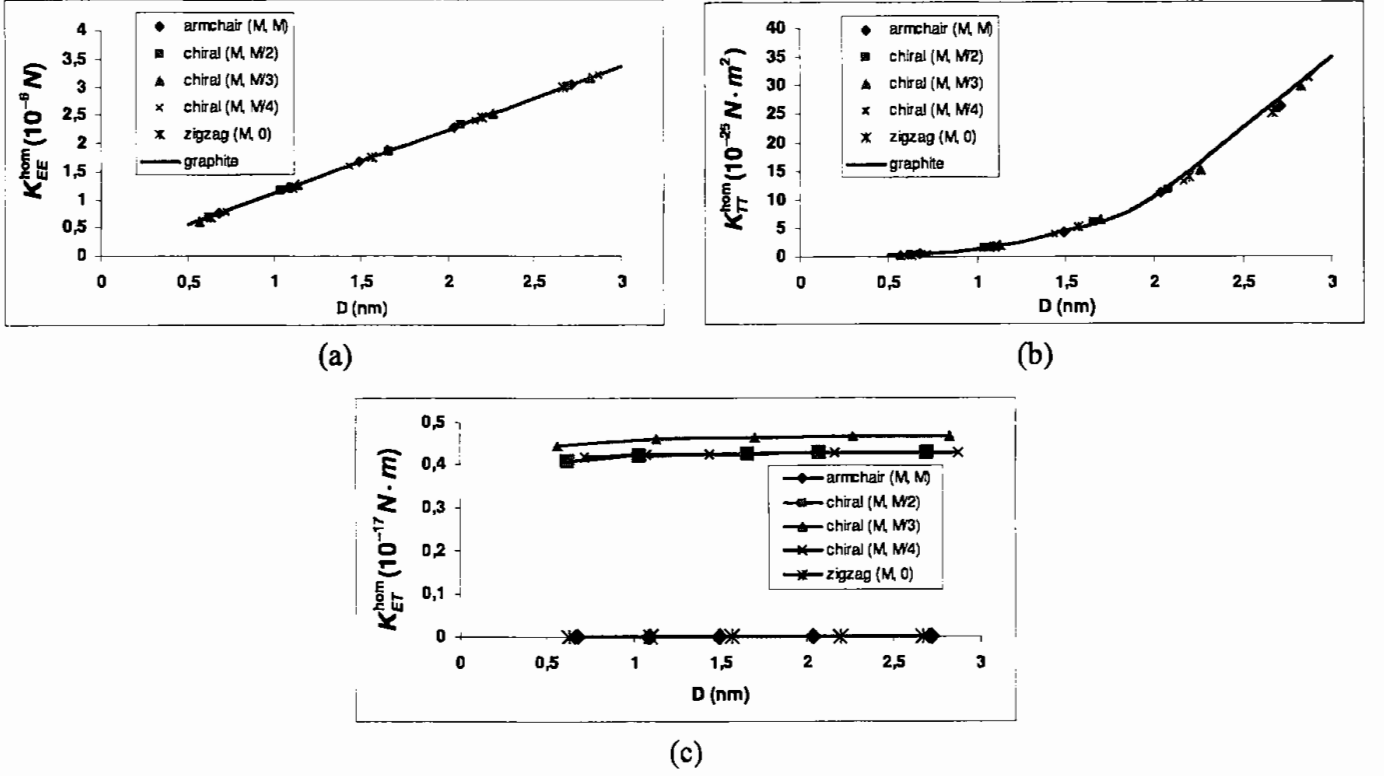 K_EE^hom (10^-6 N)
4
3,5
3
2,5
2
1,5
1
0,5
0
0
0,5
1
1,5
2
2,5
3
D (nm)
armchair (M, M)
chiral (M, M/2)
chiral (M, M/3)
chiral (M, M/4)
zigzag (M, 0)
graphite
(a)
K_TT^hom (10^-25 N · m^2)
40
35
30
25
20
15
10
5
0
0
0,5
1
1,5
2
2,5
3
D (nm)
armchair (M, M)
chiral (M, M/2)
chiral (M, M/3)
chiral (M, M/4)
zigzag (M, 0)
graphite
(b)
K_ET^hom (10^-17 N · m)
0,5
0,4
0,3
0,2
0,1
0
0
0,5
1
1,5
2
2,5
3
D (nm)
armchair (M, M)
chiral (M, M/2)
chiral (M, M/3)
chiral (M, M/4)
zigzag (M, 0)
(c)